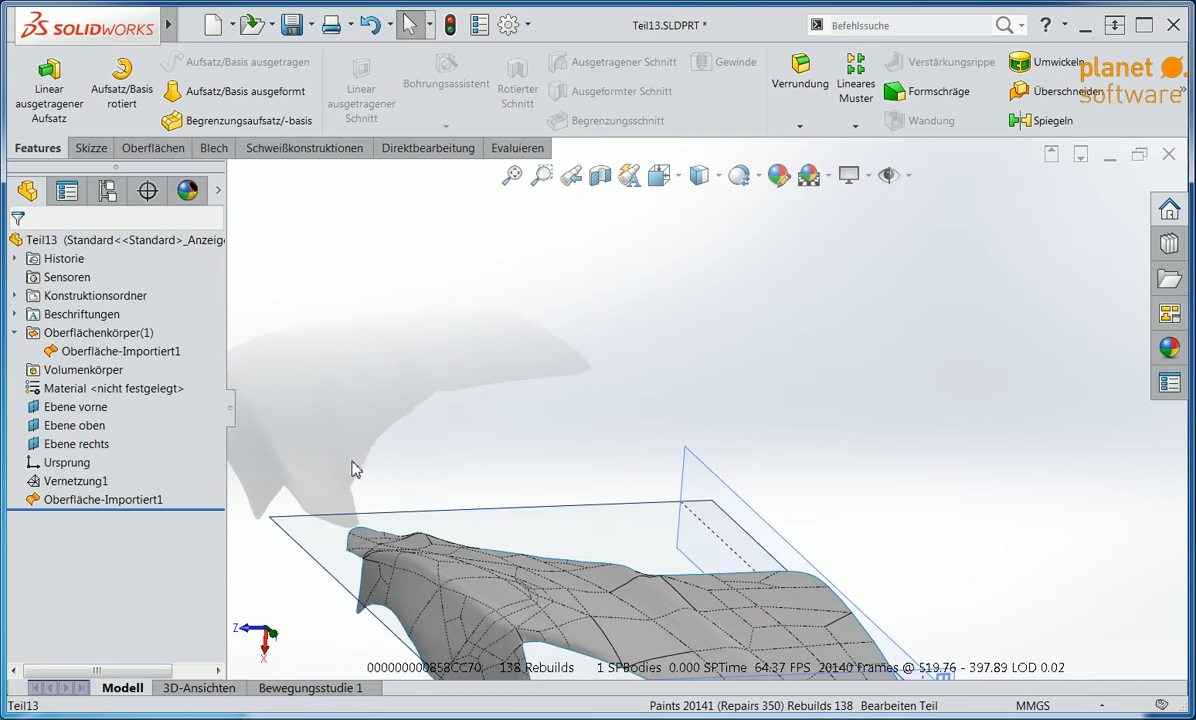 SOLIDWORKS
Teil13.SLDPRT *
Befehlssuche
Linear ausgetragener Aufsatz
Aufsatz/Basis rotiert
Aufsatz/Basis ausgetragen
Aufsatz/Basis ausgeformt
Begrenzungsaufsatz/-basis
Linear ausgetragener Schnitt
Bohrungsassistent
Rotierter Schnitt
Ausgetragener Schnitt
Ausgeformter Schnitt
Begrenzungsschnitt
Gewinde
Verrundung
Lineares Muster
Verstärkungsrippe
Formschräge
Wandung
Umwickeln
Überschneiden
Spiegeln
planet
software
Features Skizze Oberflächen Blech Schweißkonstruktionen Direktbearbeitung Evaluieren
Teil13 (Standard<<Standard>_Anzeige
Historie
Sensoren
Konstruktionsordner
Beschriftungen
Oberflächenkörper(1)
Oberfläche-Importiert1
Volumenkörper
Material <nicht festgelegt>
Ebene vorne
Ebene oben
Ebene rechts
Ursprung
Vernetzung1
Oberfläche-Importiert1
Z
X
000000000858CC70; 138 Rebuilds 1 SPBodies 0.000 SPTime 64.37 FPS 20140 Frames @ 519.76 - 397.89 LOD 0.02
Modell 3D-Ansichten Bewegungsstudie 1
Teil13
Paints 20141 (Repairs 350) Rebuilds 138 Bearbeiten Teil MMGS